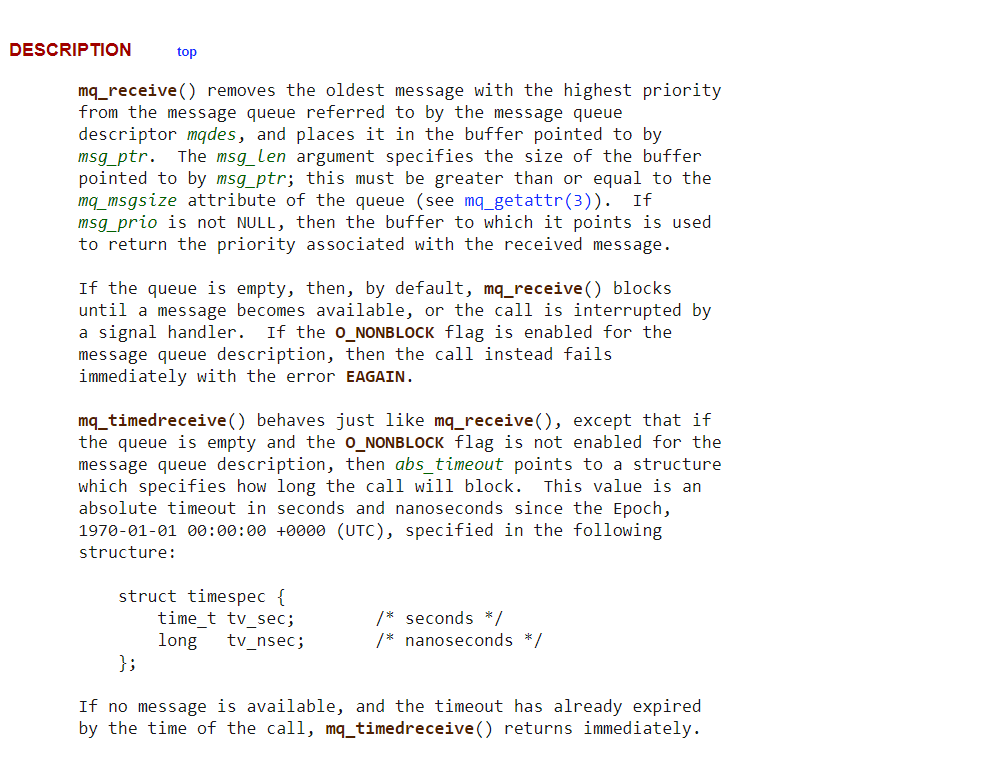 DESCRIPTION top
mq_receive() removes the oldest message with the highest priority
from the message queue referred to by the message queue
descriptor mqdes, and places it in the buffer pointed to by
msg_ptr.  The msg_len argument specifies the size of the buffer
pointed to by msg_ptr; this must be greater than or equal to the
mq_msgsize attribute of the queue (see mq_getattr(3)).  If
msg_prio is not NULL, then the buffer to which it points is used
to return the priority associated with the received message.
If the queue is empty, then, by default, mq_receive() blocks
until a message becomes available, or the call is interrupted by
a signal handler.  If the O_NONBLOCK flag is enabled for the
message queue description, then the call instead fails
immediately with the error EAGAIN.
mq_timedreceive() behaves just like mq_receive(), except that if
the queue is empty and the O_NONBLOCK flag is not enabled for the
message queue description, then abs_timeout points to a structure
which specifies how long the call will block.  This value is an
absolute timeout in seconds and nanoseconds since the Epoch,
1970-01-01 00:00:00 +0000 (UTC), specified in the following
structure:
struct timespec {
time_t tv_sec;        /* seconds */
long   tv_nsec;       /* nanoseconds */
};
If no message is available, and the timeout has already expired
by the time of the call, mq_timedreceive() returns immediately.